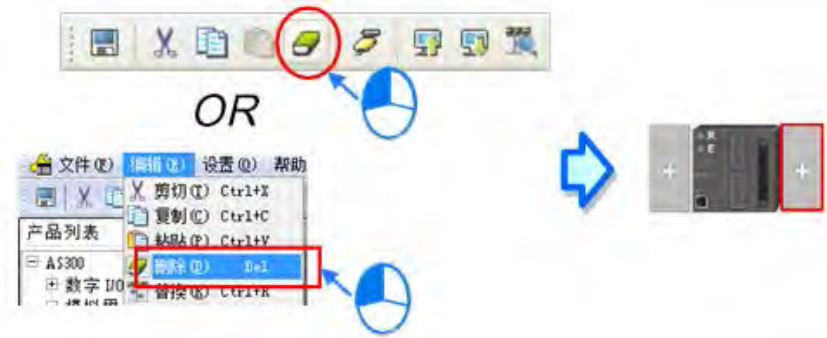 OR
文件(F) 编辑(E) 设置(O) 帮助
剪切(T) Ctrl+X
复制(C) Ctrl+C
产品列表
粘贴(P) Ctrl+V
AS300
删除(D) Del
数字 I/O
替换(R) Ctrl+R
R
E